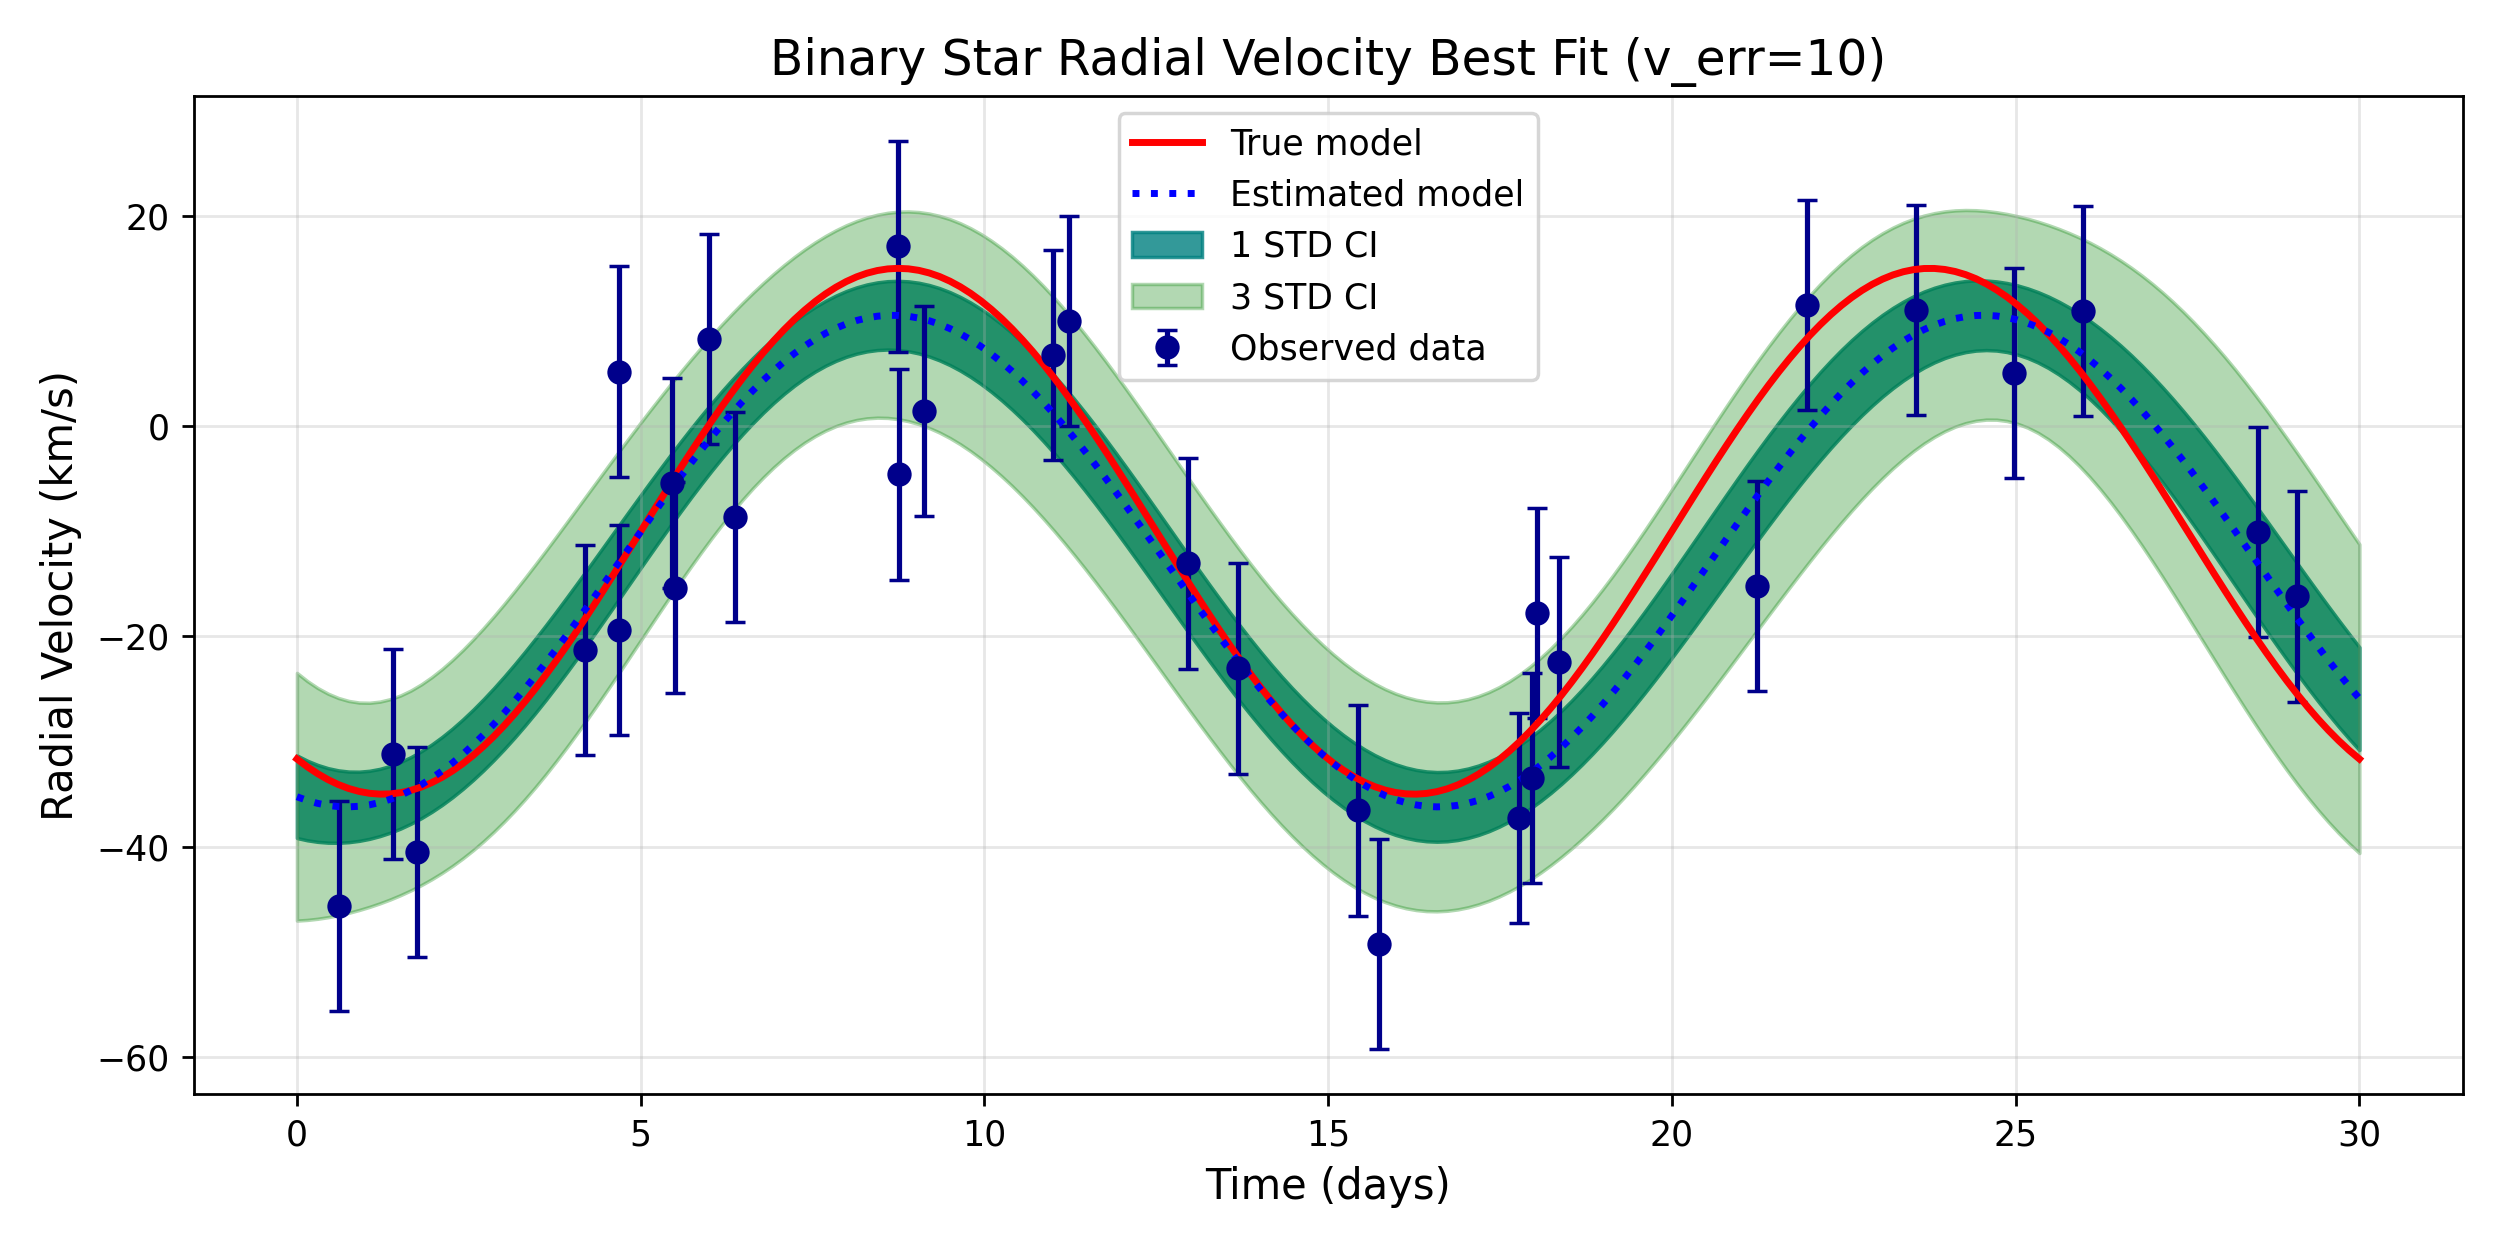 Binary Star Radial Velocity Best Fit (v_err=10)
True model
Estimated model
1 STD CI
3 STD CI
Observed data
Radial Velocity (km/s)
20
0
−20
−40
−60
0 5 10 15 20 25 30
Time (days)